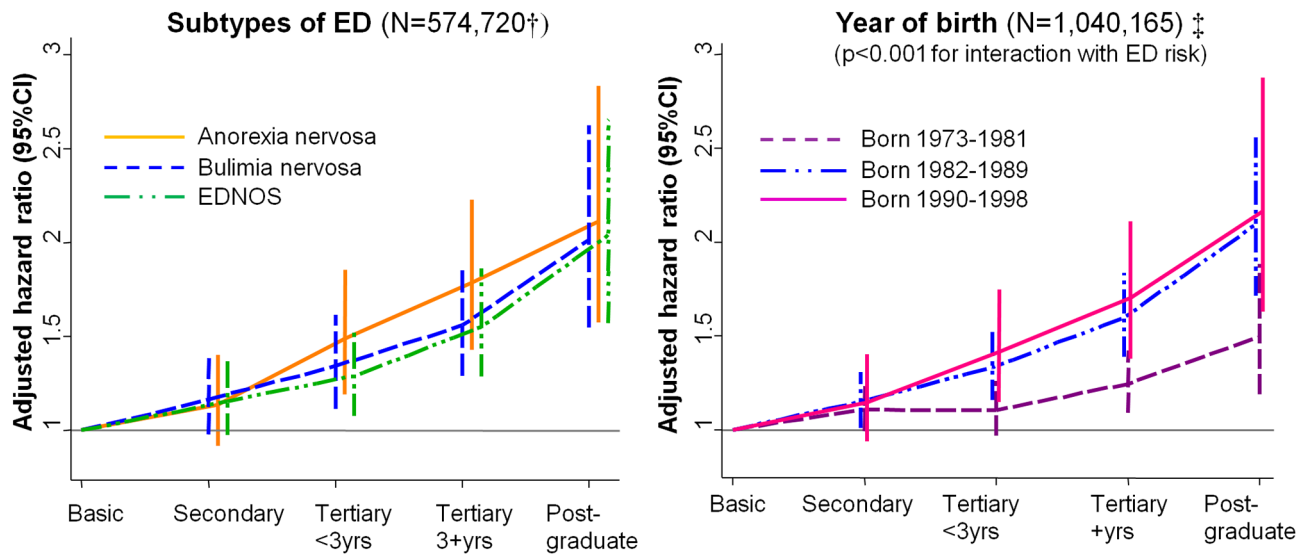 Subtypes of ED (N=574,720†)
Adjusted hazard ratio (95%CI)
3
2.5
2
1.5
1
Anorexia nervosa
Bulimia nervosa
EDNOS
Basic
Secondary
Tertiary
<3yrs
Tertiary
3+yrs
Post-
graduate
Year of birth (N=1,040,165) ‡
(p<0.001 for interaction with ED risk)
Adjusted hazard ratio (95%CI)
3
2.5
2
1.5
1
Born 1973-1981
Born 1982-1989
Born 1990-1998
Basic
Secondary
Tertiary
<3yrs
Tertiary
+yrs
Post-
graduate